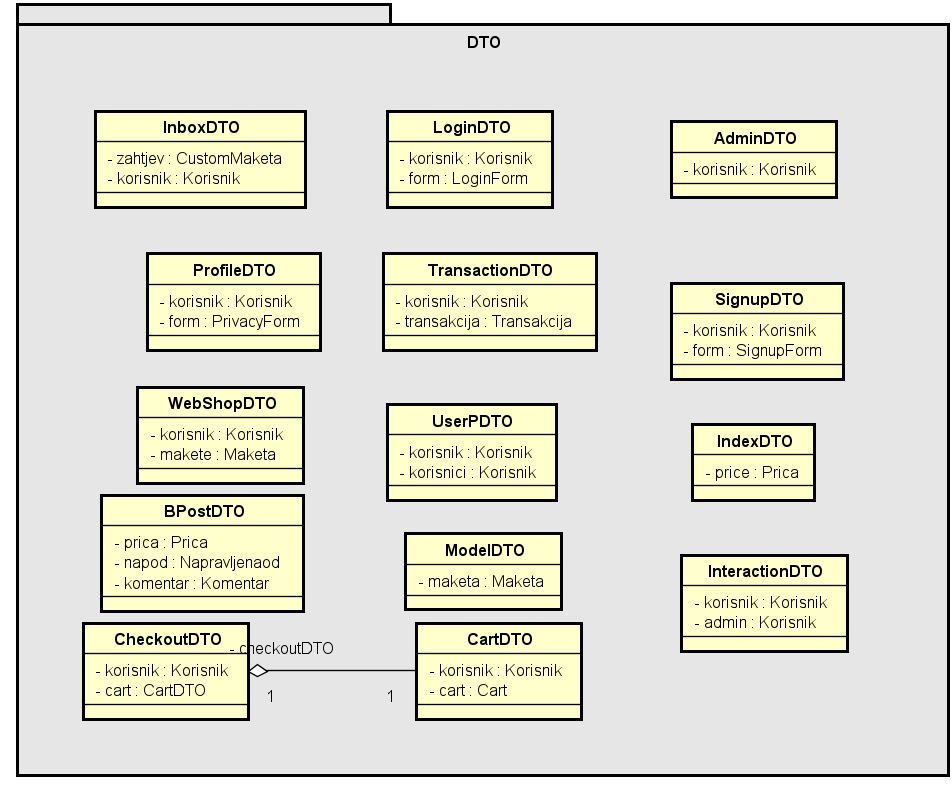 DTO
InboxDTO
- zahtjev : CustomMaketa
- korisnik : Korisnik
LoginDTO
- korisnik : Korisnik
- form : LoginForm
AdminDTO
- korisnik : Korisnik
ProfileDTO
- korisnik : Korisnik
- form : PrivacyForm
TransactionDTO
- korisnik : Korisnik
- transakcija : Transakcija
SignupDTO
- korisnik : Korisnik
- form : SignupForm
WebShopDTO
- korisnik : Korisnik
- makete : Maketa
UserPDTO
- korisnik : Korisnik
- korisnici : Korisnik
IndexDTO
- price : Prica
BPostDTO
- prica : Prica
- napod : Napravljenaod
- komentar : Komentar
ModelDTO
- maketa : Maketa
InteractionDTO
- korisnik : Korisnik
- admin : Korisnik
CheckoutDTO
- korisnik : Korisnik
- cart : CartDTO
- checkoutDTO
1
1
CartDTO
- korisnik : Korisnik
- cart : Cart